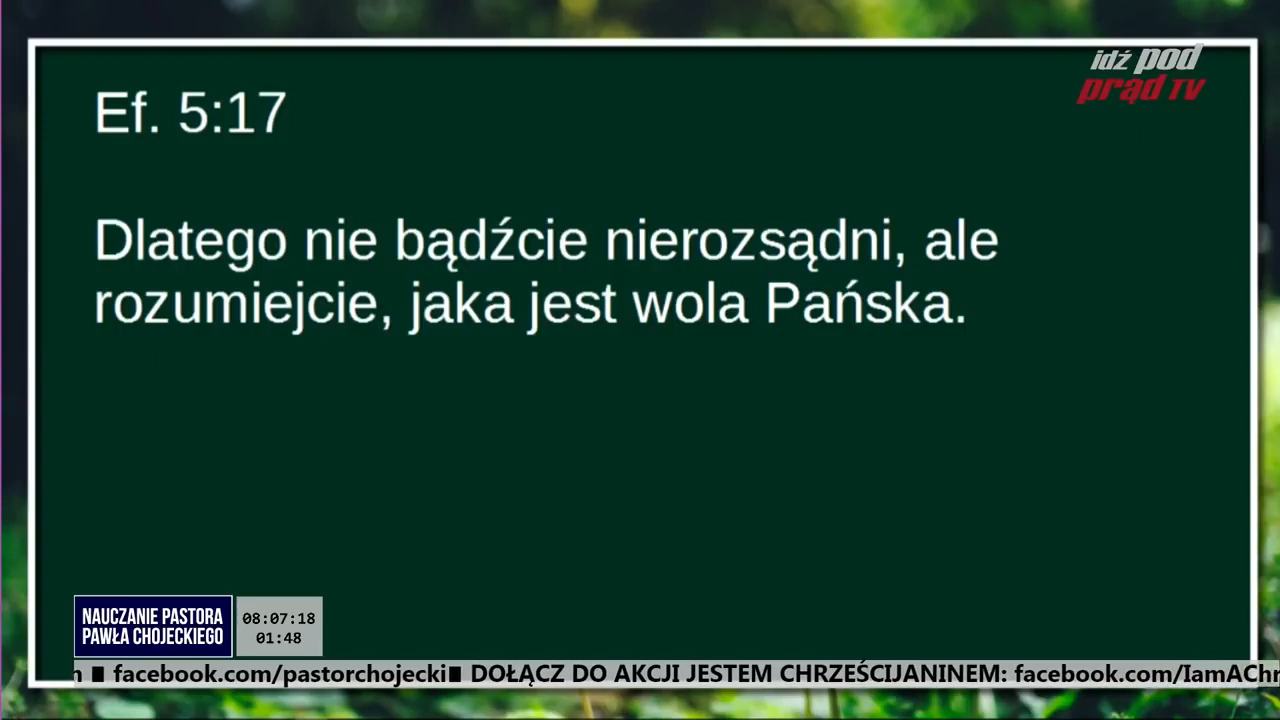 idź pod
prąd TV
Ef. 5:17
Dlatego nie bądźcie nierozsądni, ale
rozumiejcie, jaka jest wola Pańska.
NAUCZANIE PASTORA
PAWŁA CHOJECKIEGO
08:07:18
01:48
■ facebook.com/pastorchojecki■ DOŁĄCZ DO AKCJI JESTEM CHRZEŚCIJANINEM: facebook.com/IamAChr